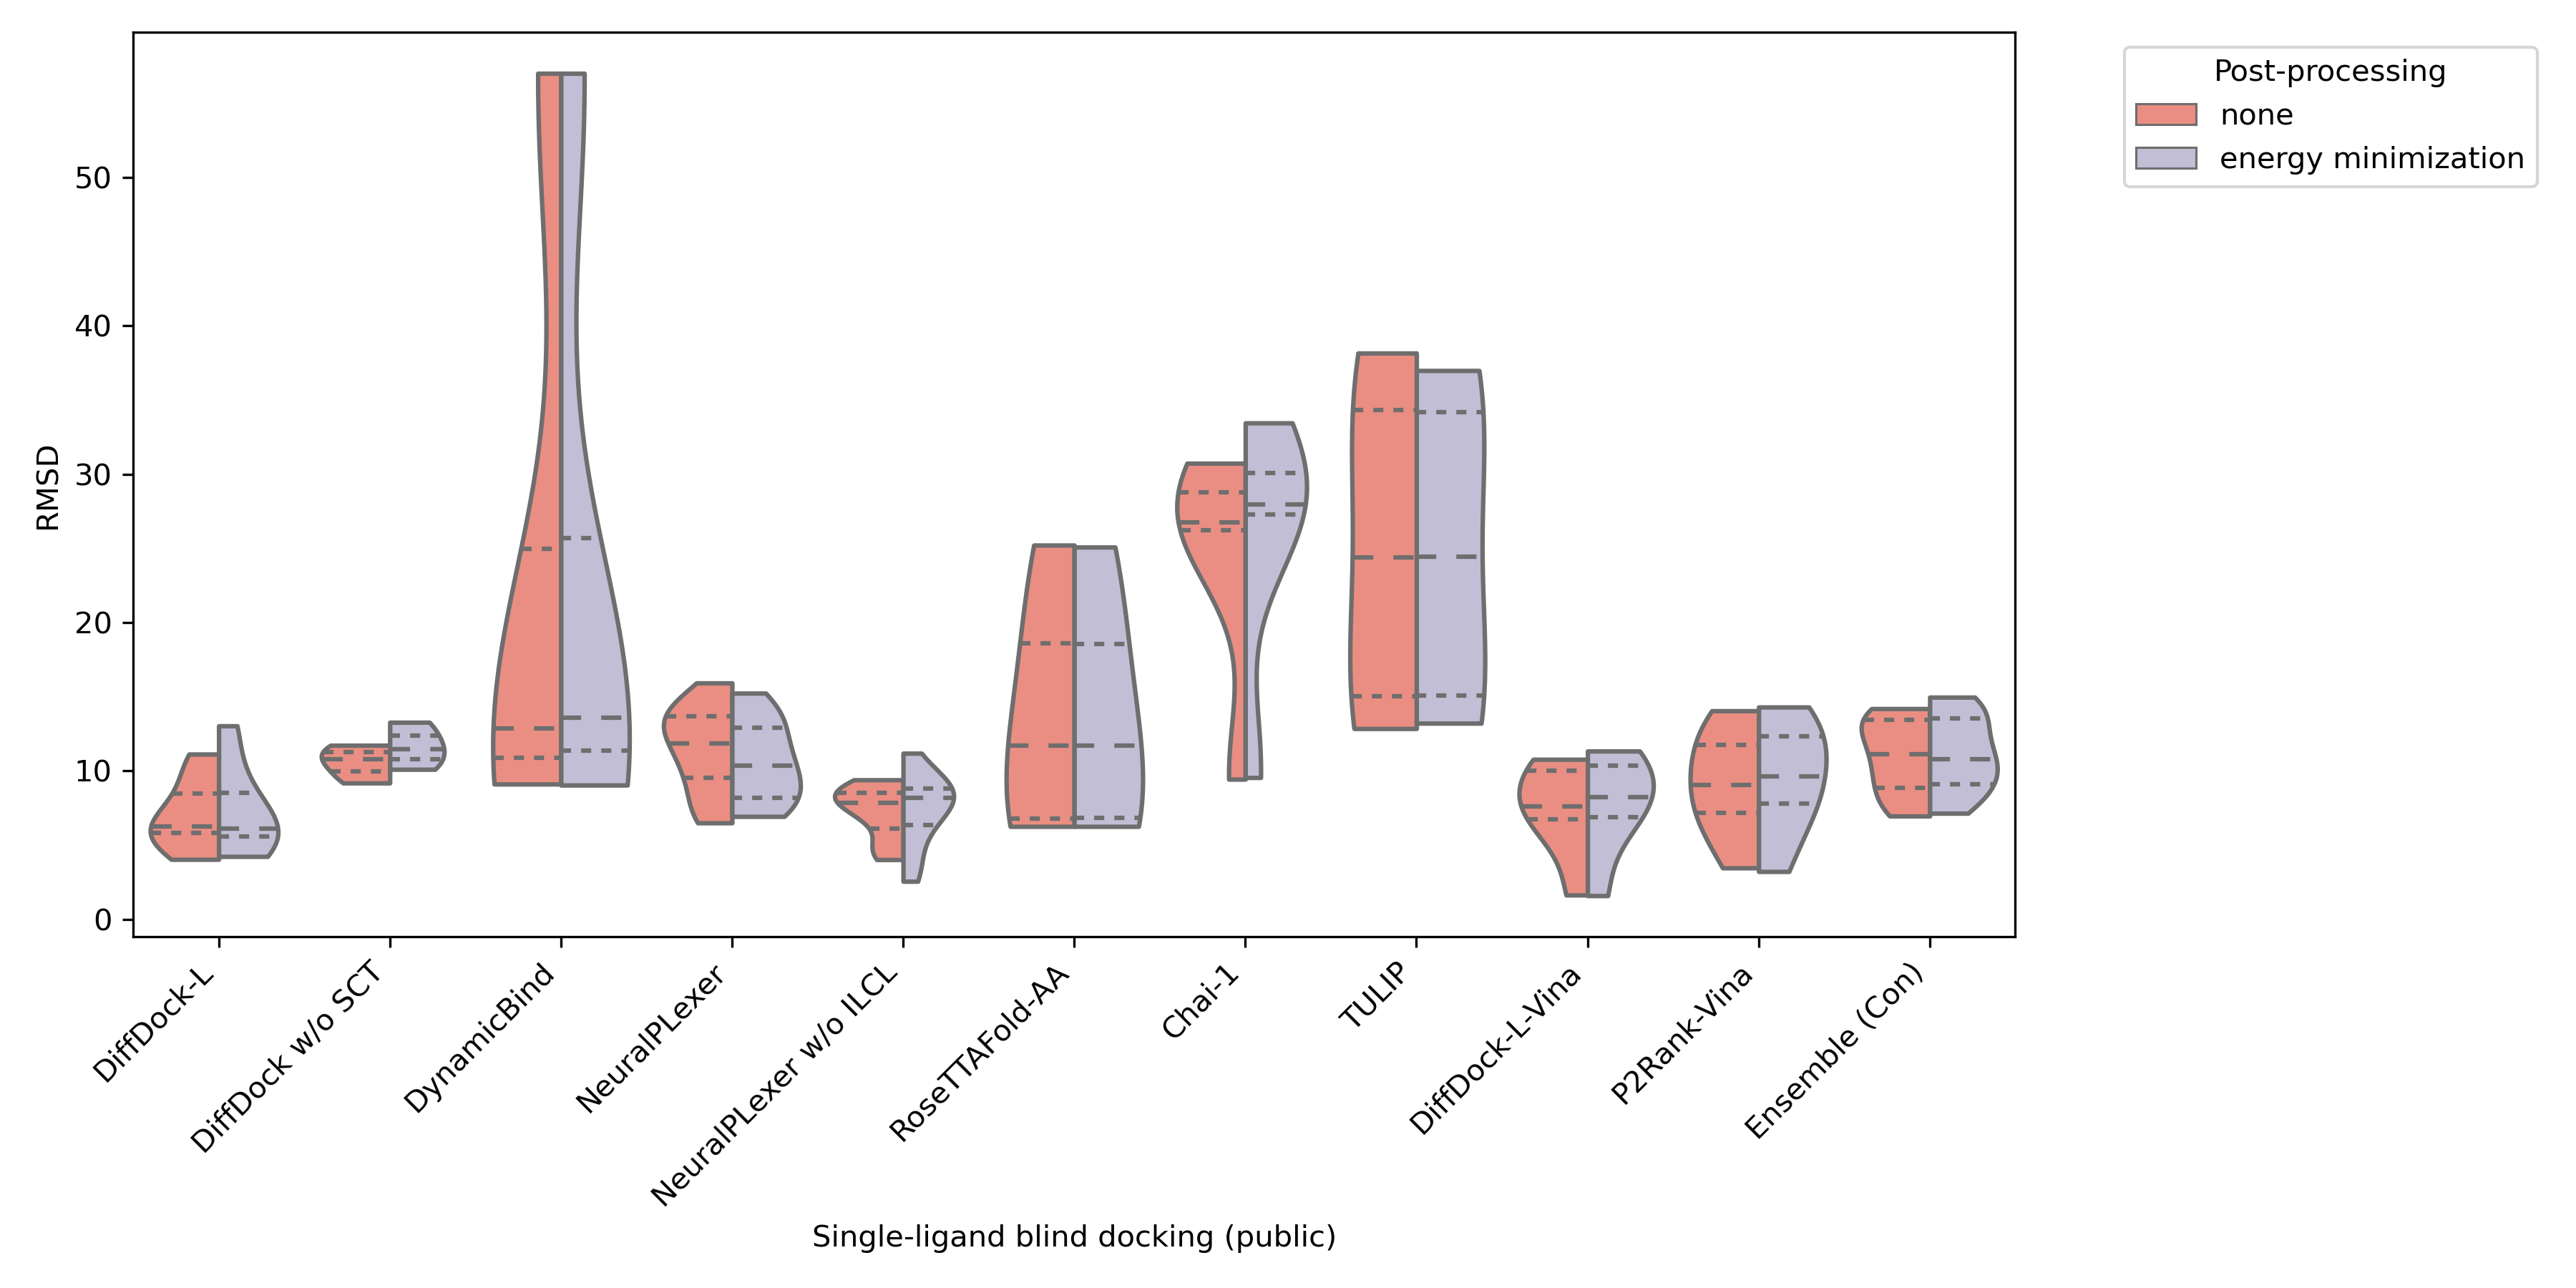 Post-processing
none
energy minimization
RMSD
50
40
30
20
10
0
DiffDock-L
DiffDock w/o SCT
DynamicBind
NeuralPLexer
NeuralPLexer w/o ILCL
RoseTTAFold-AA
Chai-1
TULIP
DiffDock-L-Vina
P2Rank-Vina
Ensemble (Con)
Single-ligand blind docking (public)